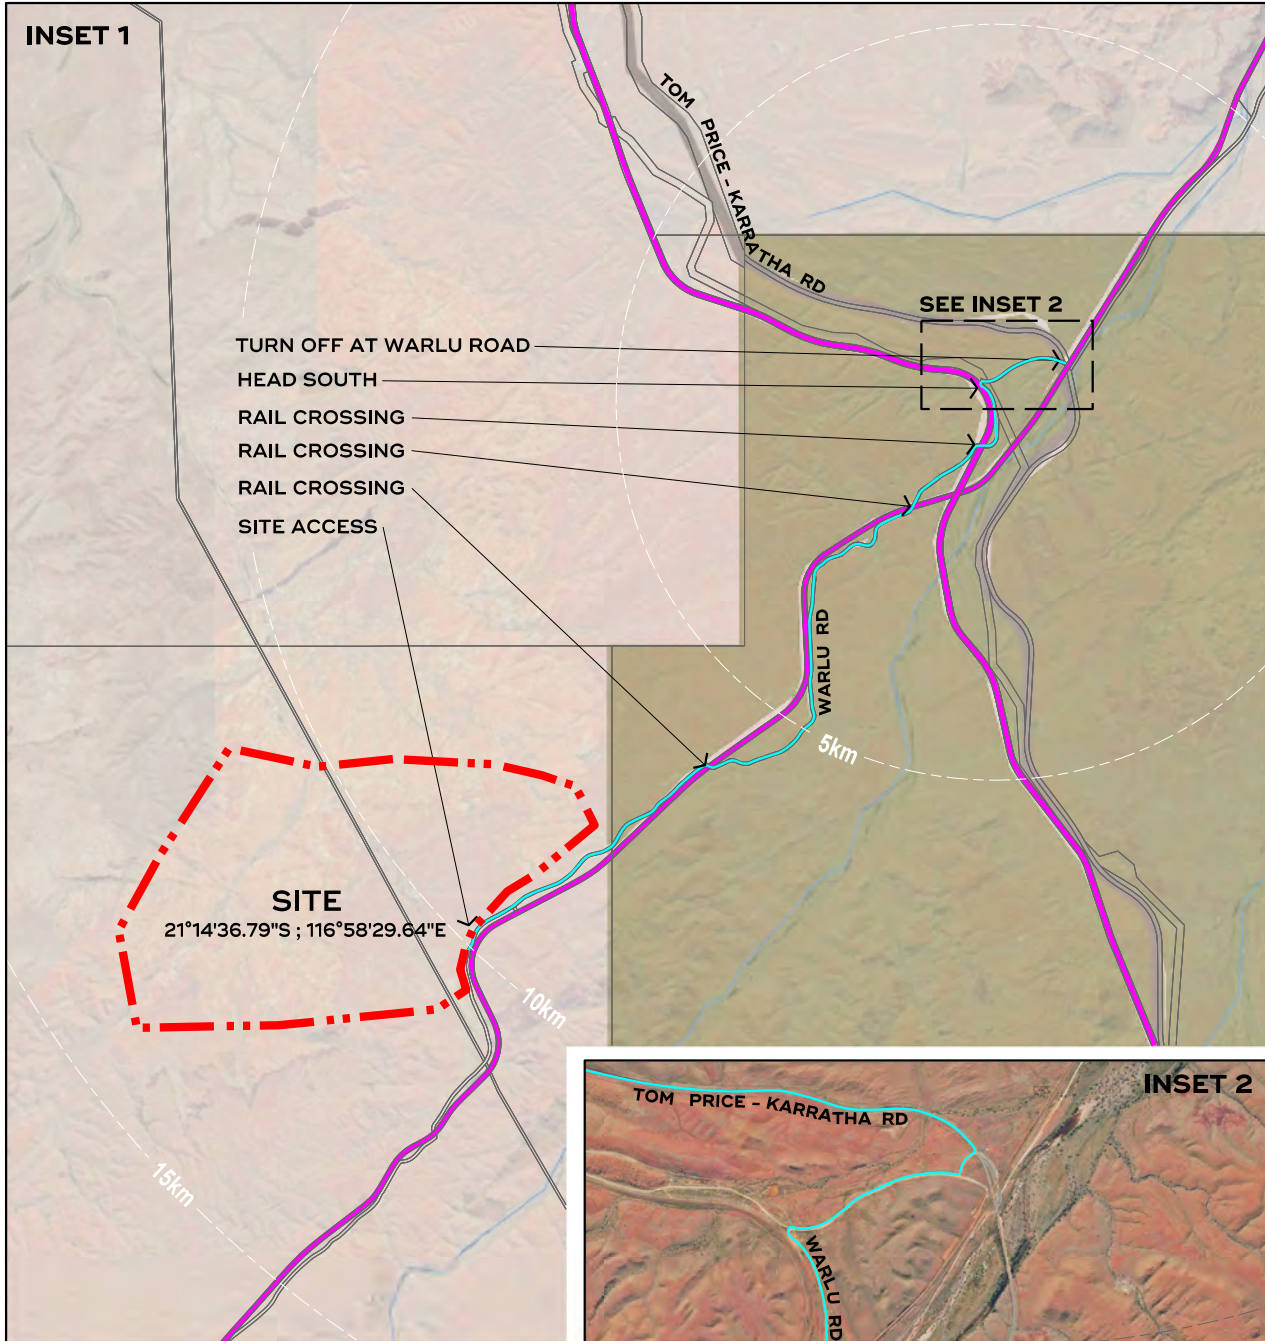 INSET 1
TOM PRICE - KARRATHA RD
SEE INSET 2
TURN OFF AT WARLU ROAD
HEAD SOUTH
RAIL CROSSING
RAIL CROSSING
RAIL CROSSING
SITE ACCESS
WARLU RD
5km
SITE
21°14'36.79"S ; 116°58'29.64"E
10km
15km
INSET 2
TOM PRICE - KARRATHA RD
WARLU RD